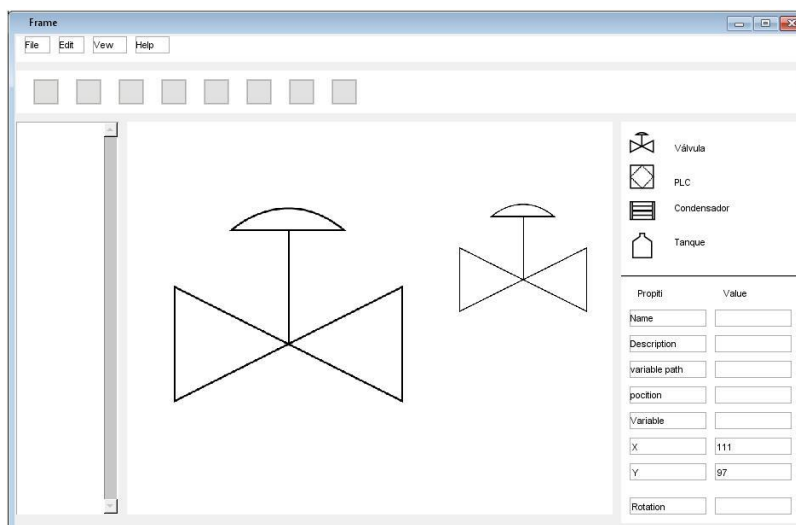 Frame
File Edit Vew Help
Válvula
PLC
Condensador
Tanque
Propiti Value
Name
Description
variable path
pocition
Variable
X 111
Y 97
Rotation